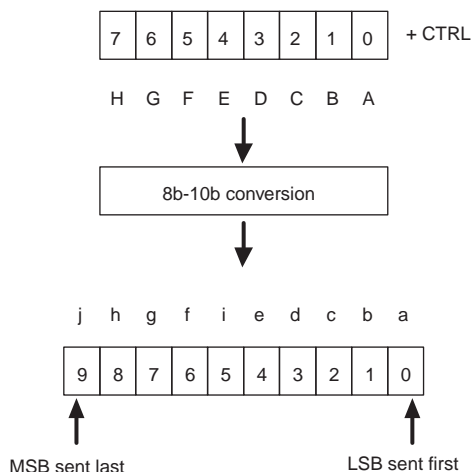 7 6 5 4 3 2 1 0 + CTRL
H G F E D C B A
8b-10b conversion
j h g f i e d c b a
9 8 7 6 5 4 3 2 1 0
MSB sent last LSB sent first